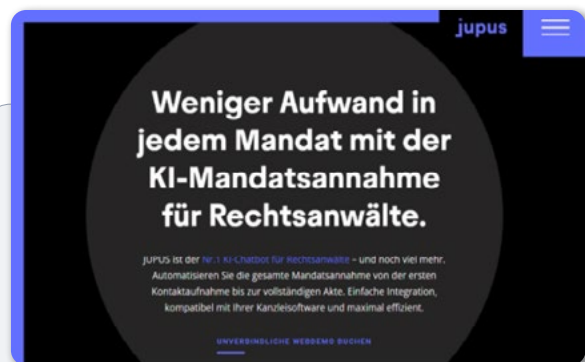 jupus
Weniger Aufwand in
jedem Mandat mit der
KI-Mandatsannahme
für Rechtsanwälte.
JUPUS ist der Nr.1 KI-Chatbot für Rechtsanwälte – und noch viel mehr.
Automatisieren Sie die gesamte Mandatsannahme von der ersten
Kontaktaufnahme bis zur vollständigen Akte. Einfache Integration,
kompatibel mit Ihrer Kanzleisoftware und maximal effizient.
UNVERBINDLICHE WEBDEMO BUCHEN